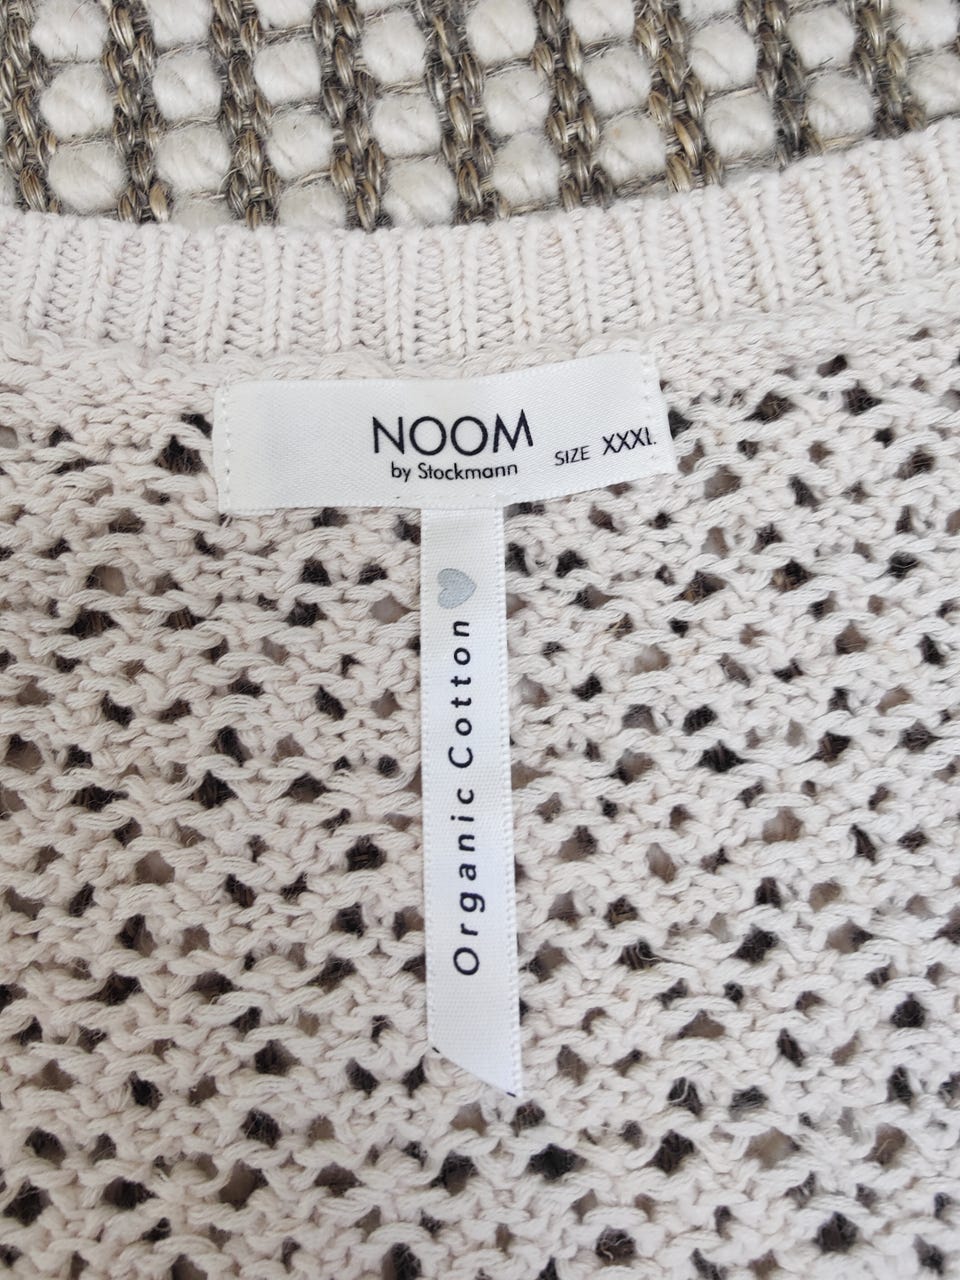 NOOM
by Stockmann
SIZE XXXL
Organic Cotton